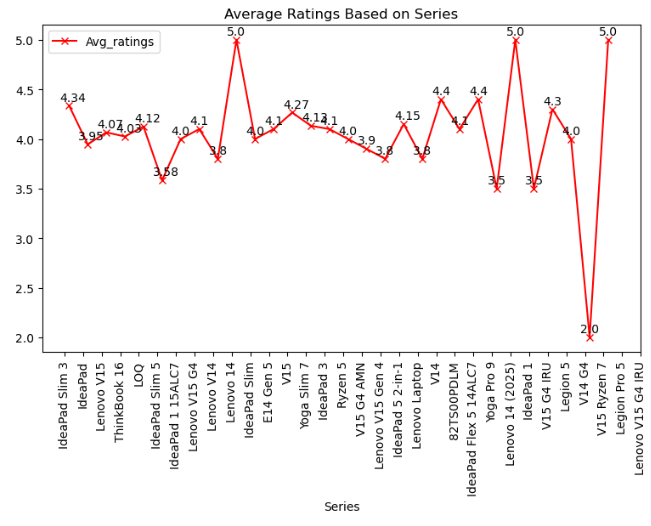 Average Ratings Based on Series
Avg_ratings
5.0
4.5
4.0
3.5
3.0
2.5
2.0
4.34
3.95
4.07
4.03
4.12
3.58
4.0
4.1
3.8
5.0
4.0
4.1
4.27
4.13
4.1
4.0
3.9
3.8
4.15
3.8
4.4
4.1
4.4
3.5
5.0
3.5
4.3
4.0
2.0
5.0
IdeaPad Slim 3
IdeaPad
Lenovo V15
ThinkBook 16
LOQ
IdeaPad Slim 5
IdeaPad 1 15ALC7
Lenovo V15 G4
Lenovo V14
Lenovo 14
IdeaPad Slim
E14 Gen 5
V15
Yoga Slim 7
IdeaPad 3
Ryzen 5
V15 G4 AMN
Lenovo V15 Gen 4
IdeaPad 5 2-in-1
Lenovo Laptop
V14
82TS00PDLM
IdeaPad Flex 5 14ALC7
Yoga Pro 9
Lenovo 14 (2025)
IdeaPad 1
V15 G4 IRU
Legion 5
V14 G4
V15 Ryzen 7
Legion Pro 5
Lenovo V15 G4 IRU
Series